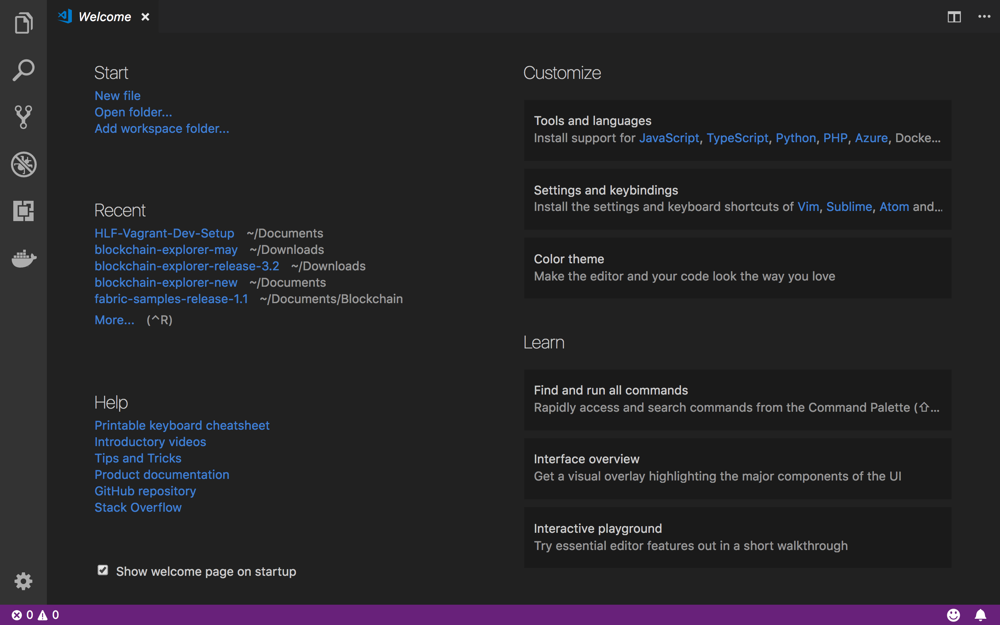 Welcome
Start
New file
Open folder...
Add workspace folder...
Recent
HLF-Vagrant-Dev-Setup ~/Documents
blockchain-explorer-may ~/Downloads
blockchain-explorer-release-3.2 ~/Downloads
blockchain-explorer-new ~/Documents
fabric-samples-release-1.1 ~/Documents/Blockchain
More... (^R)
Help
Printable keyboard cheatsheet
Introductory videos
Tips and Tricks
Product documentation
GitHub repository
Stack Overflow
Show welcome page on startup
Customize
Tools and languages
Install support for JavaScript, TypeScript, Python, PHP, Azure, Docke...
Settings and keybindings
Install the settings and keyboard shortcuts of Vim, Sublime, Atom and...
Color theme
Make the editor and your code look the way you love
Learn
Find and run all commands
Rapidly access and search commands from the Command Palette (⇧...
Interface overview
Get a visual overlay highlighting the major components of the UI
Interactive playground
Try essential editor features out in a short walkthrough
0 0